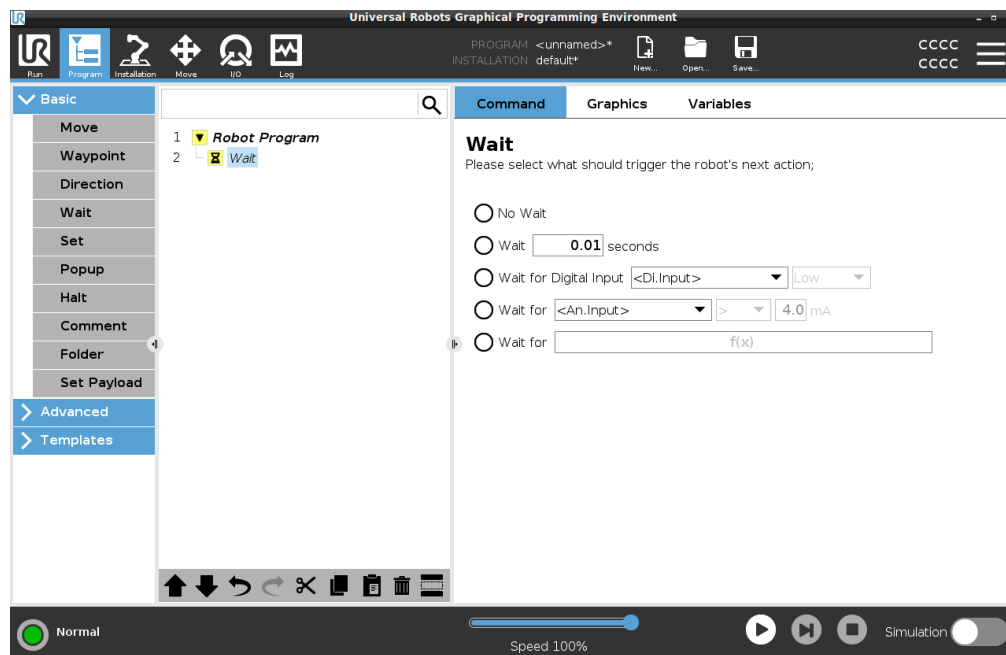 UR
Universal Robots Graphical Programming Environment
Run
Program
Installation
Move
I/O
Log
PROGRAM <unnamed>*
INSTALLATION default*
New...
Open...
Save...
CCCC
CCCC
Basic
Move
Waypoint
Direction
Wait
Set
Popup
Halt
Comment
Folder
Set Payload
Advanced
Templates
1 Robot Program
2 Wait
Command Graphics Variables
Wait
Please select what should trigger the robot's next action;
No Wait
Wait 0.01 seconds
Wait for Digital Input <Di.Input> Low
Wait for <An.Input> > 4.0 mA
Wait for f(x)
Normal
Speed 100%
Simulation